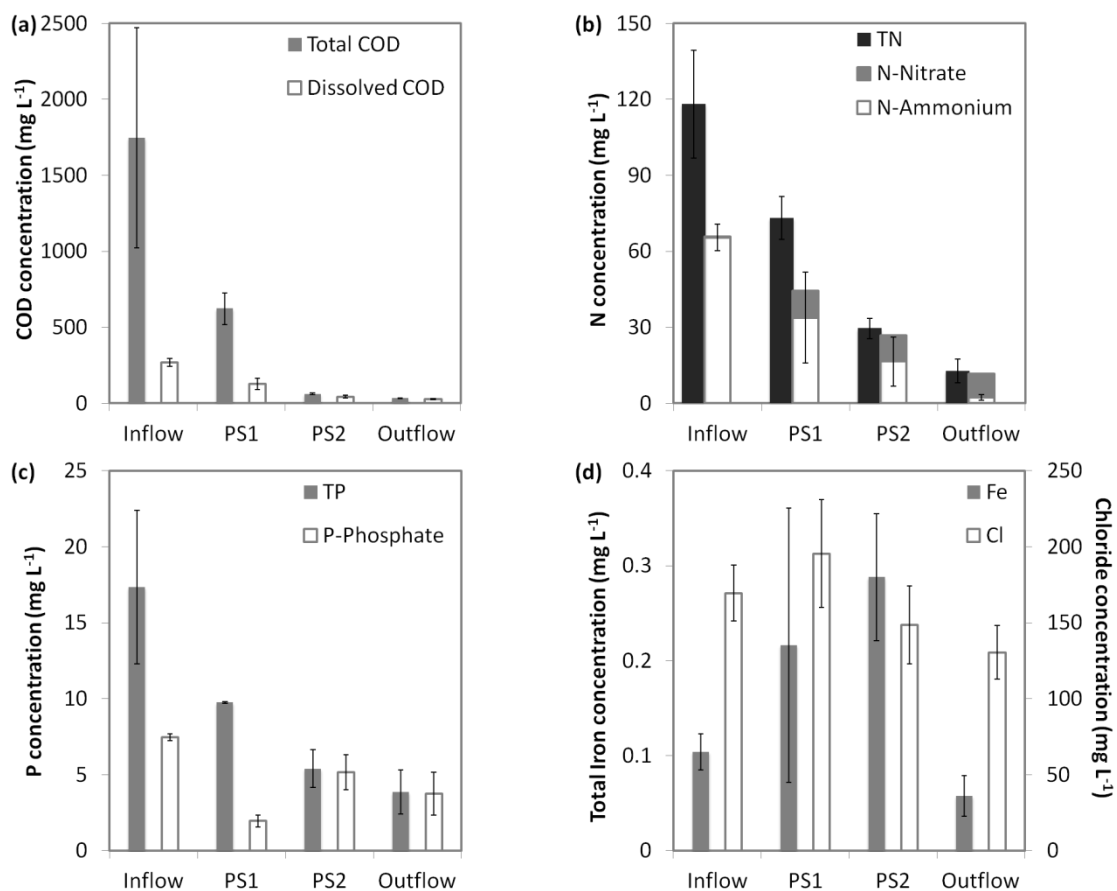 (a)
COD concentration (mg L-1)
2500
2000
1500
1000
500
0
Total COD
Dissolved COD
Inflow PS1 PS2 Outflow
(b)
N concentration (mg L-1)
150
120
90
60
30
0
TN
N-Nitrate
N-Ammonium
Inflow PS1 PS2 Outflow
(c)
P concentration (mg L-1)
25
20
15
10
5
0
TP
P-Phosphate
Inflow PS1 PS2 Outflow
(d)
Total Iron concentration (mg L-1)
0.4
0.3
0.2
0.1
0
Fe
Cl
250
200
150
100
50
0
Chloride concentration
(mg L-1)
Inflow PS1 PS2 Outflow